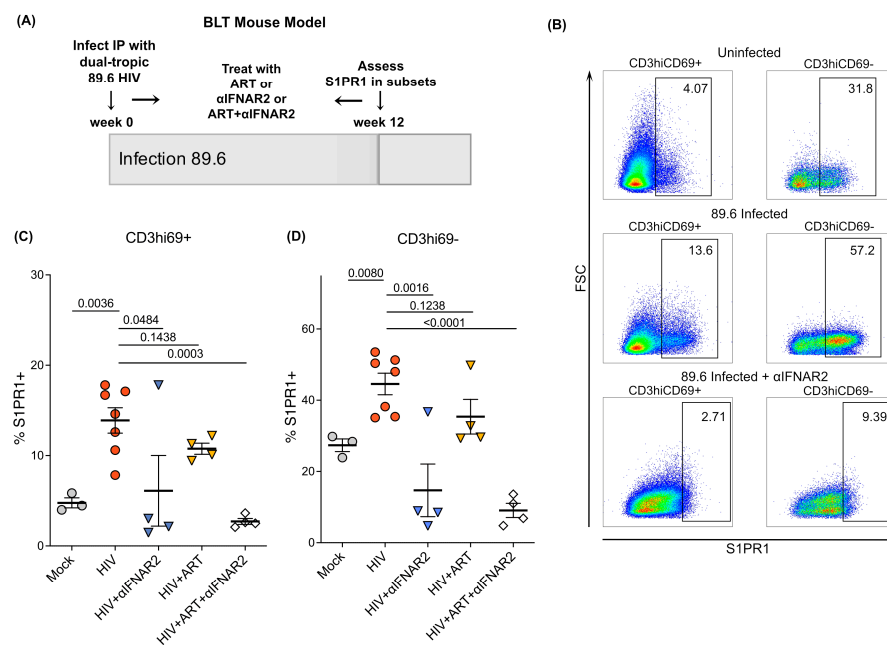 (A)
BLT Mouse Model
Infect IP with
dual-tropic
89.6 HIV
week 0
Treat with
ART or
αIFNAR2 or
ART+αIFNAR2
Assess
S1PR1 in subsets
week 12
Infection 89.6
(B)
Uninfected
CD3hiCD69+
CD3hiCD69-
4.07
31.8
89.6 Infected
CD3hiCD69+
CD3hiCD69-
13.6
57.2
89.6 Infected + αIFNAR2
CD3hiCD69+
CD3hiCD69-
2.71
9.39
FSC
S1PR1
(C)
CD3hi69+
% S1PR1+
30
20
10
0
0.0036
0.0484
0.1438
0.0003
Mock
HIV
HIV+αIFNAR2
HIV+ART
HIV+ART+αIFNAR2
(D)
CD3hi69-
% S1PR1+
60
40
20
0
0.0080
0.0016
0.1238
<0.0001
Mock
HIV
HIV+αIFNAR2
HIV+ART
HIV+ART+αIFNAR2